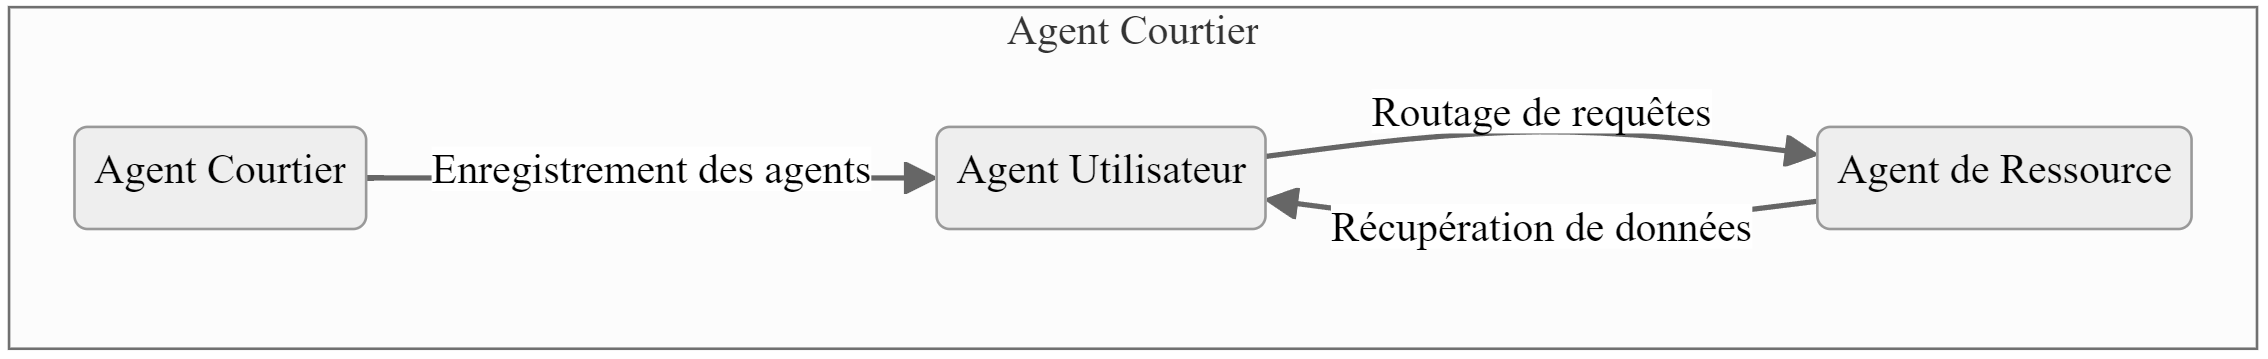 Agent Courtier
Routage de requêtes
Agent Courtier
Enregistrement des agents
Agent Utilisateur
Agent de Ressource
Récupération de données